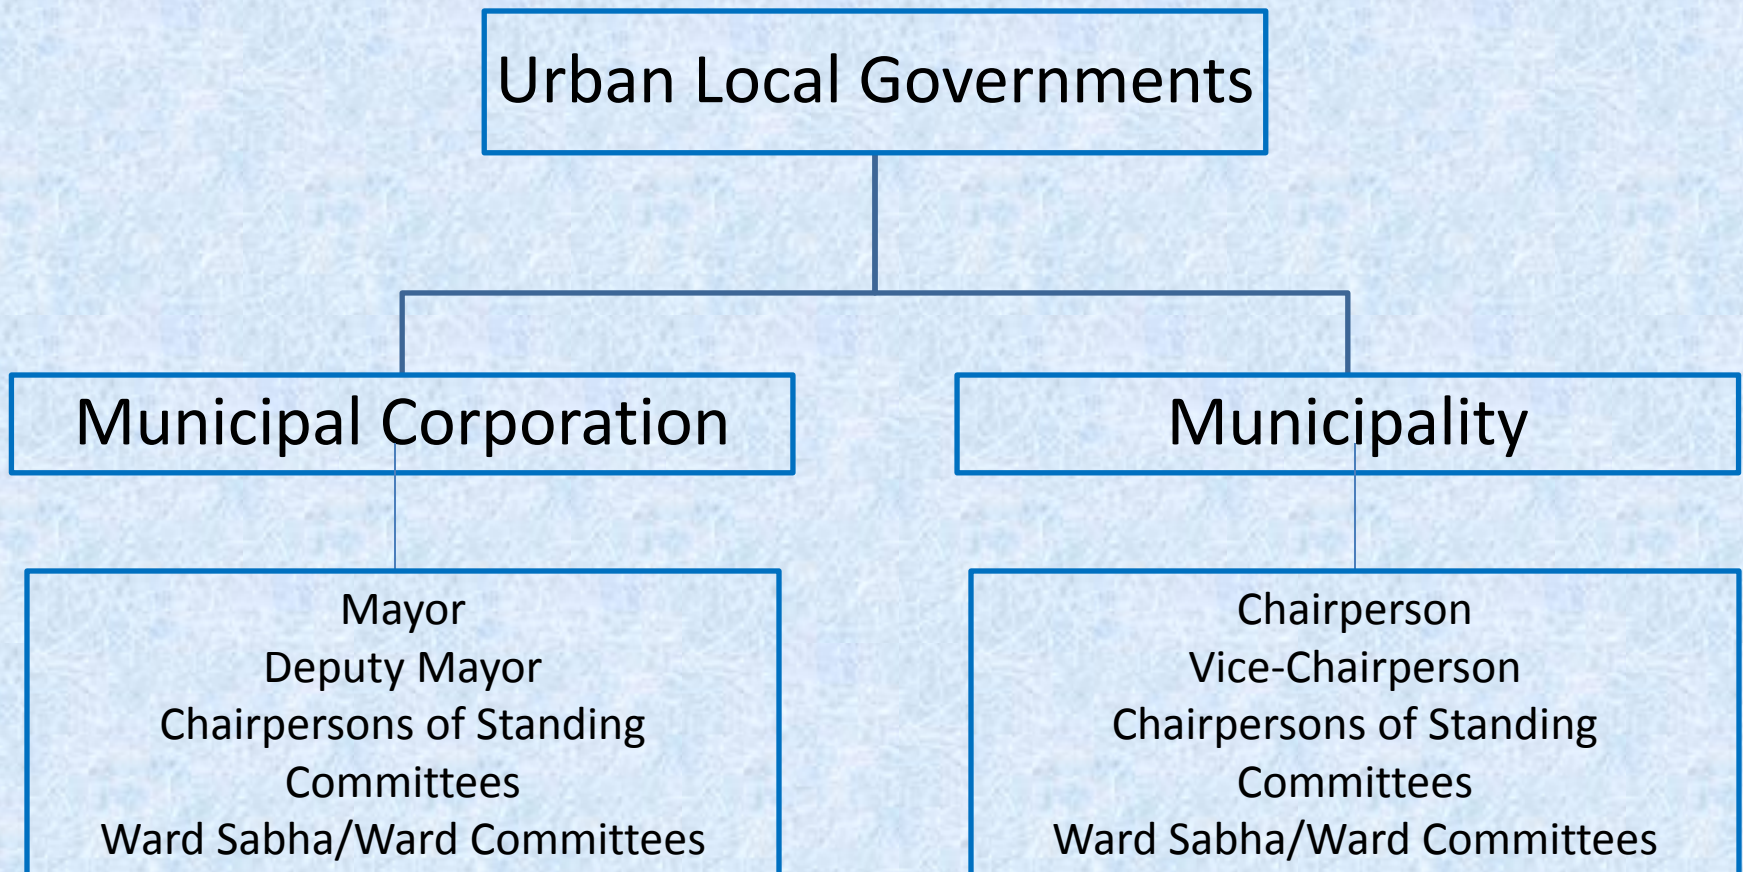 Urban Local Governments
Municipal Corporation
Municipality
Mayor
Deputy Mayor
Chairpersons of Standing
Committees
Ward Sabha/Ward Committees
Chairperson
Vice-Chairperson
Chairpersons of Standing
Committees
Ward Sabha/Ward Committees